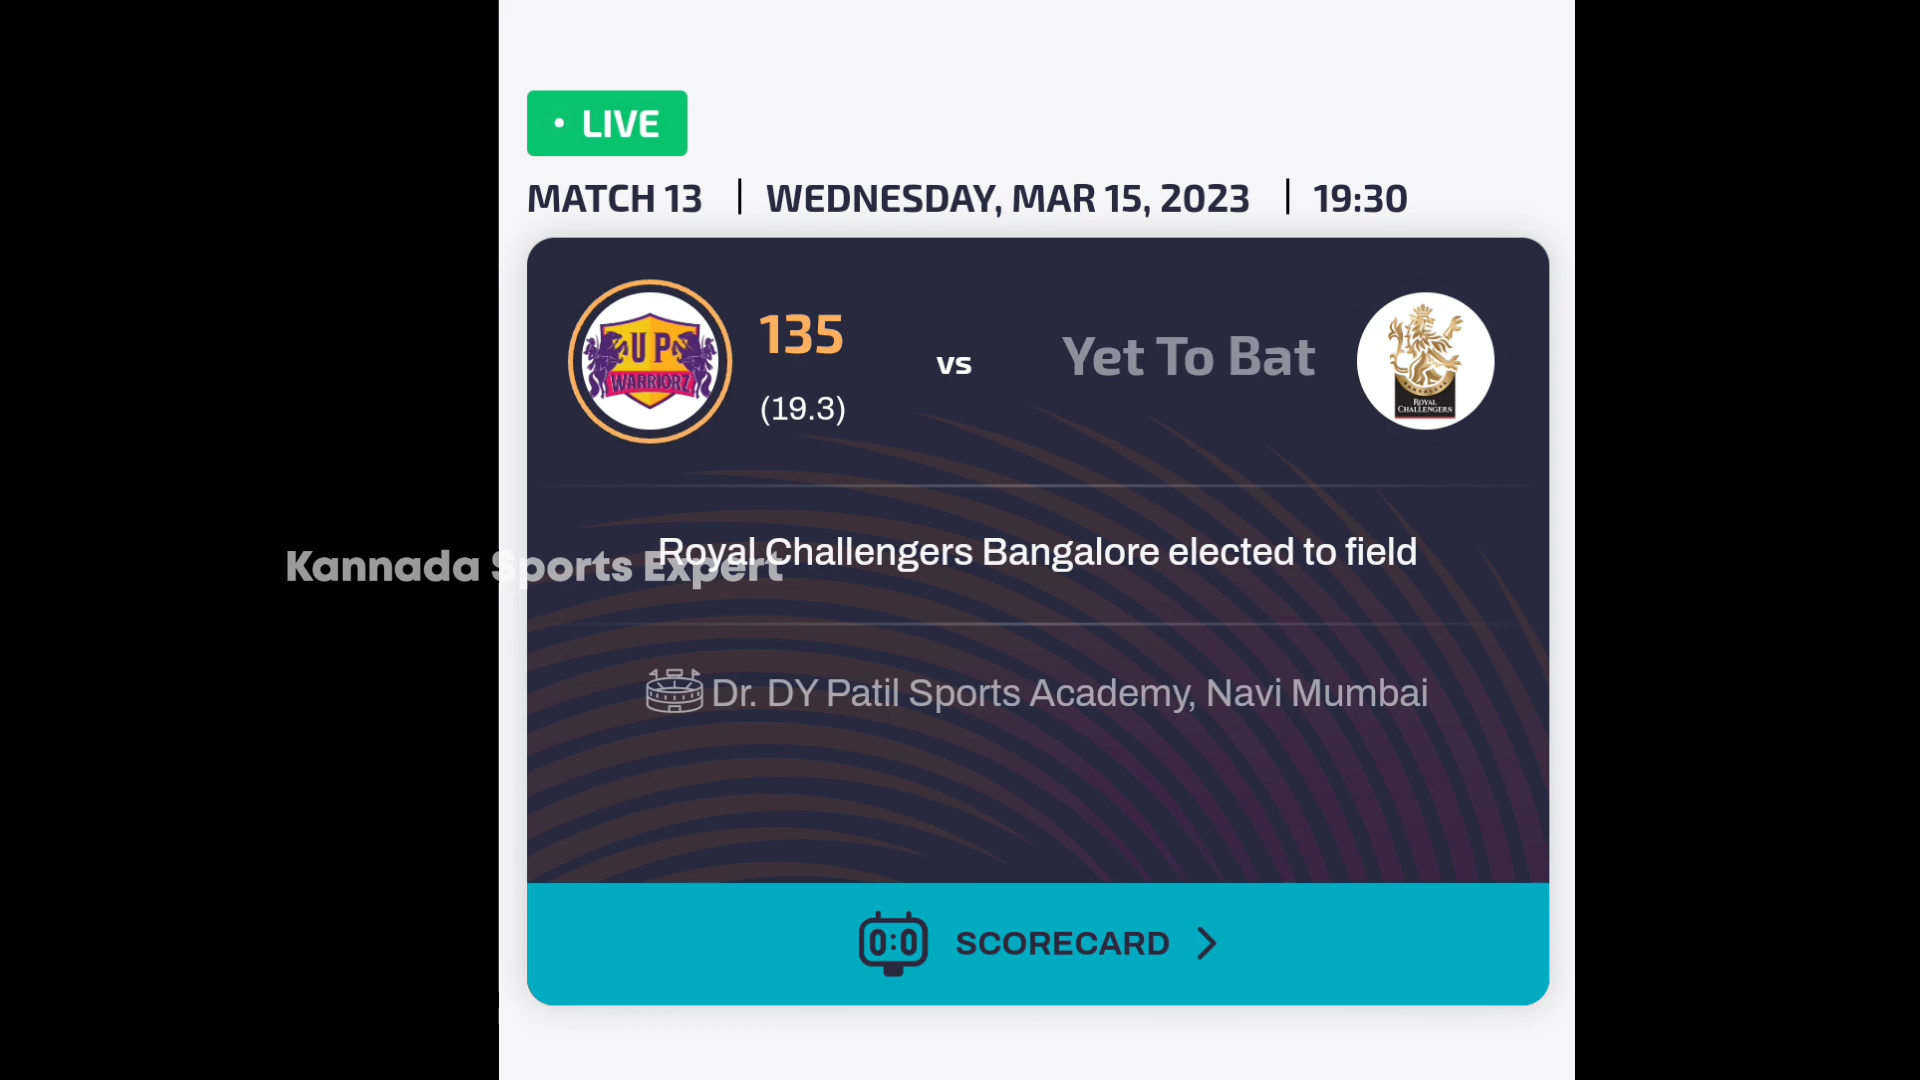 • LIVE
MATCH 13 | WEDNESDAY, MAR 15, 2023 | 19:30
UP
WARRIORZ
135
(19.3)
vs
Yet To Bat
ROYAL
CHALLENGERS
Royal Challengers Bangalore elected to field
Kannada Sports Expert
Dr. DY Patil Sports Academy, Navi Mumbai
0:0 SCORECARD >